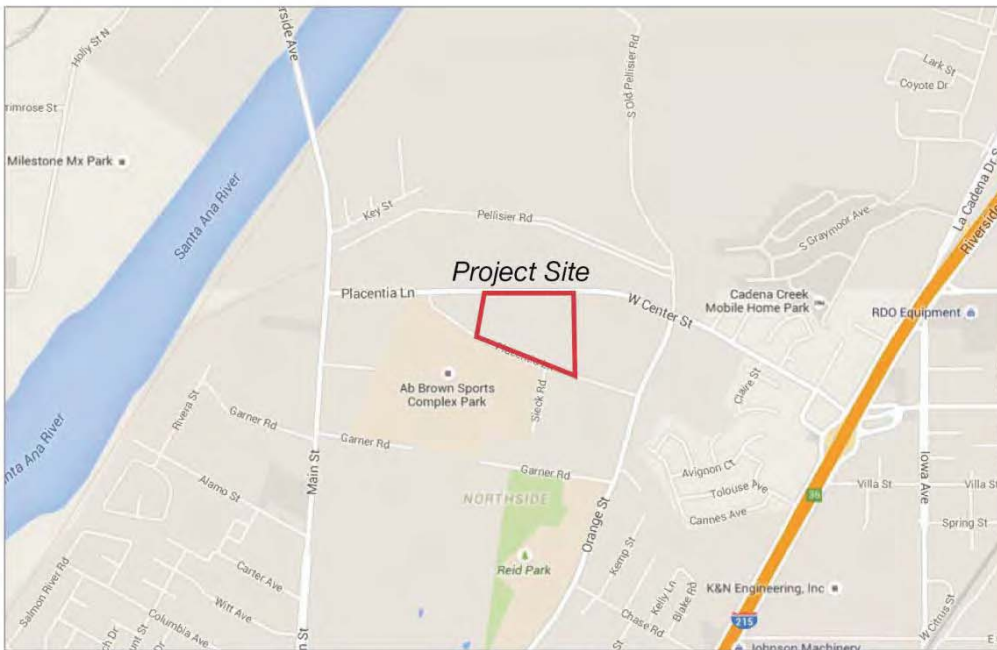 rside Ave
Holly St N
rimrose St
Milestone Mx Park
Santa Ana River
Key St
Pellisier Rd
S Old Pellisier Rd
Lark St
Coyote Dr
La Cadena Dr S
Riverside
S Graymoor Ave
Project Site
Placentia Ln
W Center St
Cadena Creek
Mobile Home Park
RDO Equipment
Ab Brown Sports
Complex Park
Sieck Rd
Claire St
Rivera St
Garner Rd
Garner Rd
Garner Rd
Main St
Santa Ana River
Alamo St
NORTHSIDE
Orange St
Avignon Ct
Tolouse Ave
Cannes Ave
Iowa Ave
Villa St
Villa St
Spring St
Reid Park
Kemp St
Kelly Ln
Blake Rd
Chase Rd
K&N Engineering, Inc
Salmon River Rd
Carter Ave
Witt Ave
Columbia Ave
W Citrus St
215
Johnson Machinery